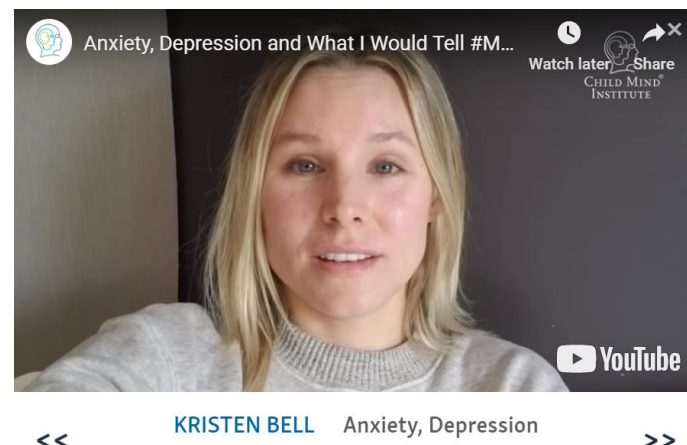 Anxiety, Depression and What I Would Tell #M...
Watch later
Share
CHILD MIND®
INSTITUTE
YouTube
KRISTEN BELL Anxiety, Depression
<< >>